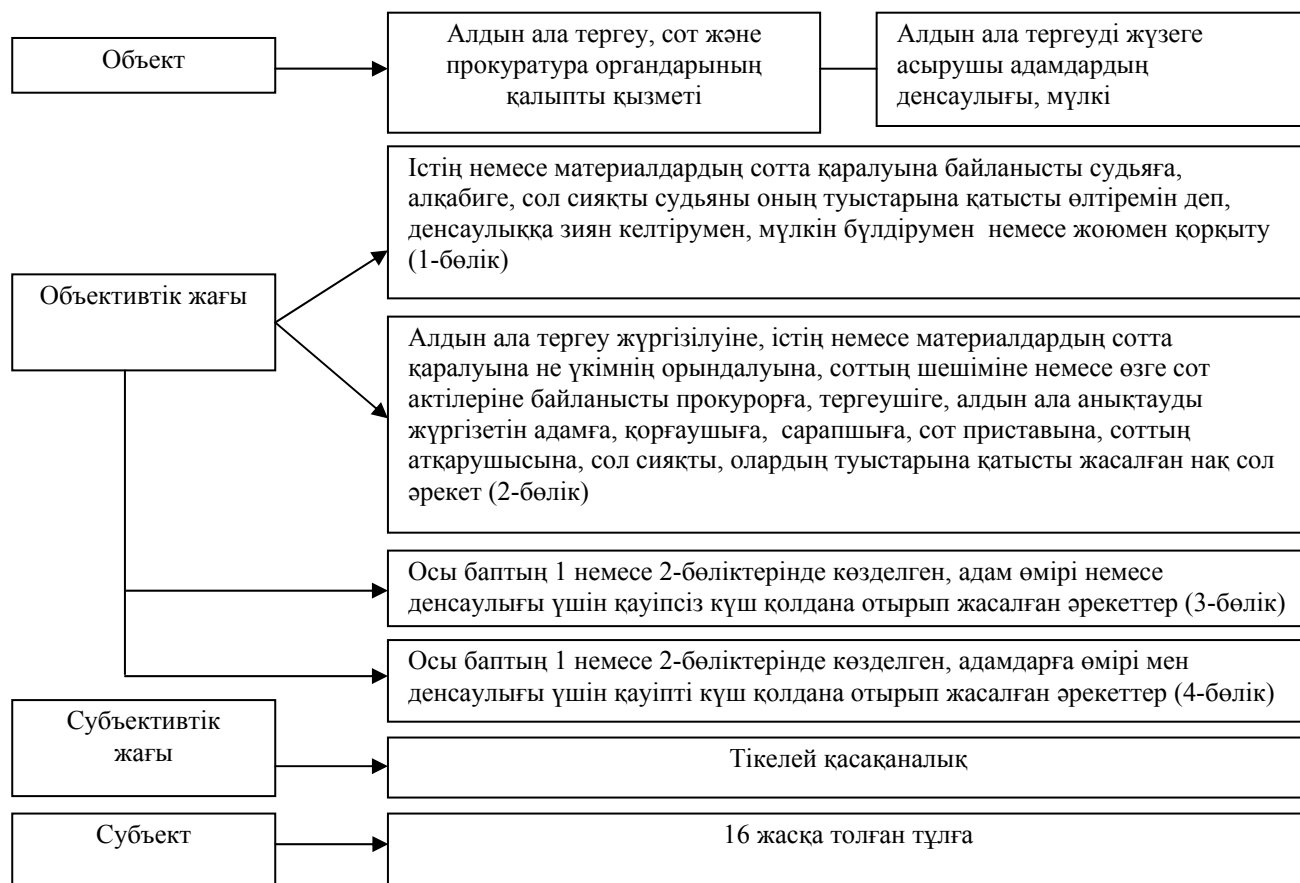 Объект
Алдын ала тергеу, сот және
прокуратура органдарының
қалыпты қызметі
Алдын ала тергеуді жүзеге
асырушы адамдардың
денсаулығы, мүлкі
Объективтік жағы
Істің немесе материалдардың сотта қаралуына байланысты судьяға,
алқабиге, сол сияқты судьяны оның туыстарына қатысты өлтіремін деп,
денсаулыққа зиян келтірумен, мүлкін бүлдірумен немесе жоюмен қорқыту
(1-бөлік)
Алдын ала тергеу жүргізілуіне, істің немесе материалдардың сотта
қаралуына не үкімнің орындалуына, соттың шешіміне немесе өзге сот
актілеріне байланысты прокурорға, тергеушіге, алдын ала анықтауды
жүргізетін адамға, қорғаушыға, сарапшыға, сот приставына, соттың
атқарушысына, сол сияқты, олардың туыстарына қатысты жасалған нақ сол
әрекет (2-бөлік)
Осы баптың 1 немесе 2-бөліктерінде көзделген, адам өмірі немесе
денсаулығы үшін қауіпсіз күш қолдана отырып жасалған әрекеттер (3-бөлік)
Осы баптың 1 немесе 2-бөліктерінде көзделген, адамдарға өмірі мен
денсаулығы үшін қауіпті күш қолдана отырып жасалған әрекеттер (4-бөлік)
Субъективтік
жағы
Тікелей қасақаналық
Субъект
16 жасқа толған тұлға